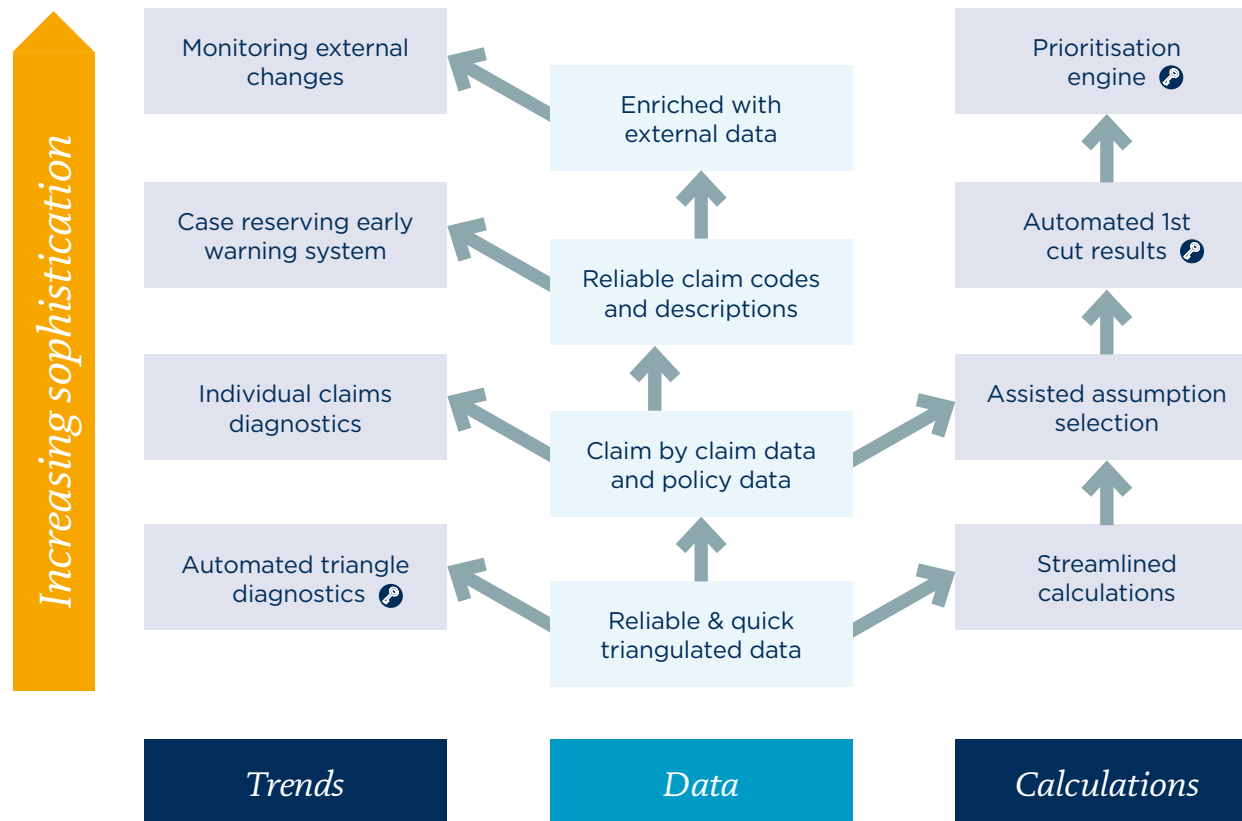 Increasing sophistication
Monitoring external
changes
Case reserving early
warning system
Individual claims
diagnostics
Automated triangle
diagnostics
Trends
Enriched with
external data
Reliable claim codes
and descriptions
Claim by claim data
and policy data
Reliable & quick
triangulated data
Data
Prioritisation
engine
Automated 1st
cut results
Assisted assumption
selection
Streamlined
calculations
Calculations